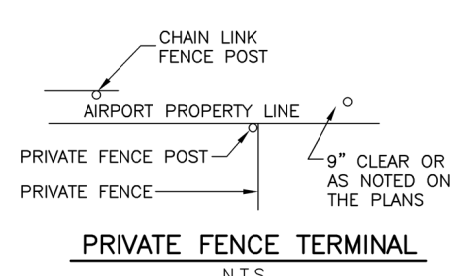 CHAIN LINK
FENCE POST
AIRPORT PROPERTY LINE
PRIVATE FENCE POST
PRIVATE FENCE
9" CLEAR OR
AS NOTED ON
THE PLANS
PRIVATE FENCE TERMINAL
N.T.S.